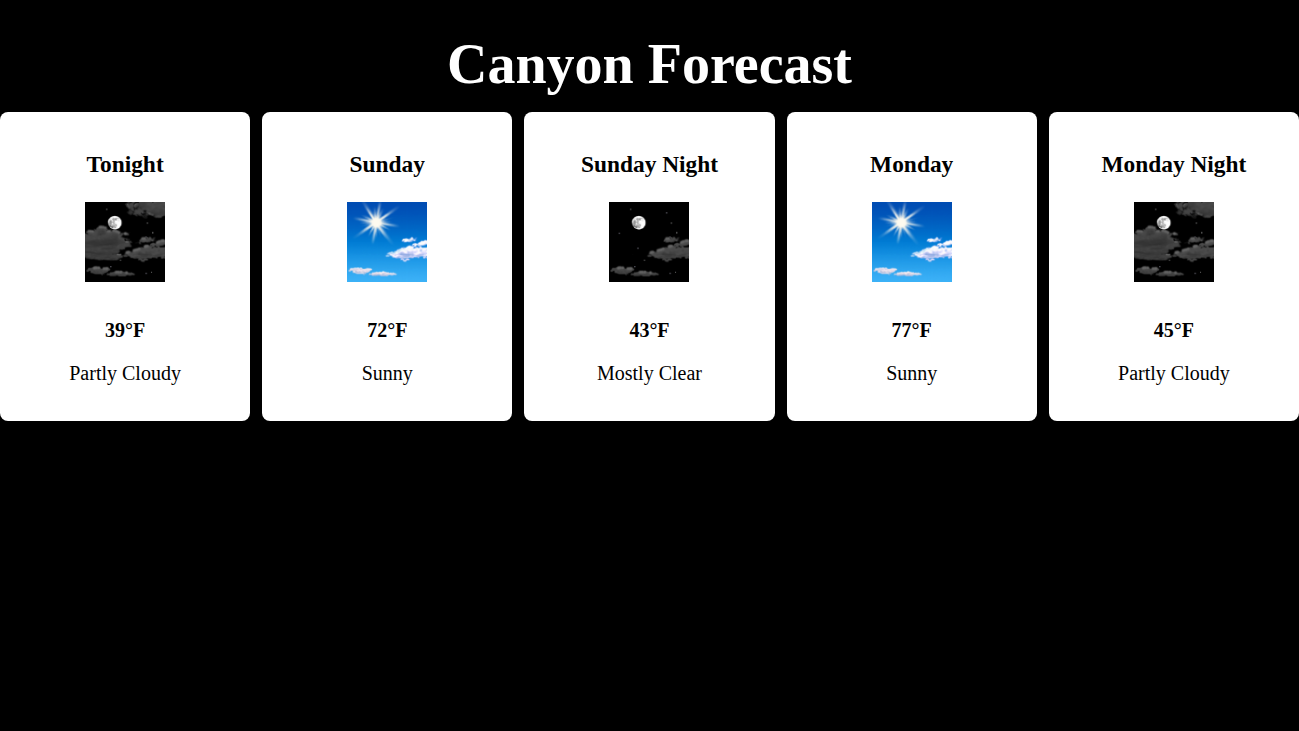 Canyon Forecast
Tonight
39°F
Partly Cloudy
Sunday
72°F
Sunny
Sunday Night
43°F
Mostly Clear
Monday
77°F
Sunny
Monday Night
45°F
Partly Cloudy